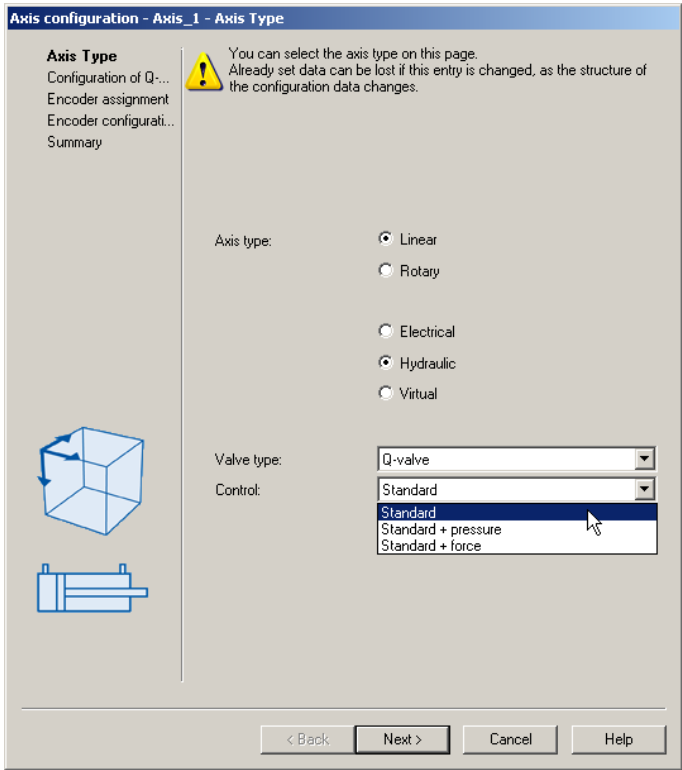 Axis configuration - Axis_1 - Axis Type
Axis Type
Configuration of Q-...
Encoder assignment
Encoder configurati...
Summary
You can select the axis type on this page.
Already set data can be lost if this entry is changed, as the structure of
the configuration data changes.
Axis type:
Linear
Rotary
Electrical
Hydraulic
Virtual
Valve type:
Q-valve
Control:
Standard
Standard
Standard + pressure
Standard + force
< Back
Next >
Cancel
Help